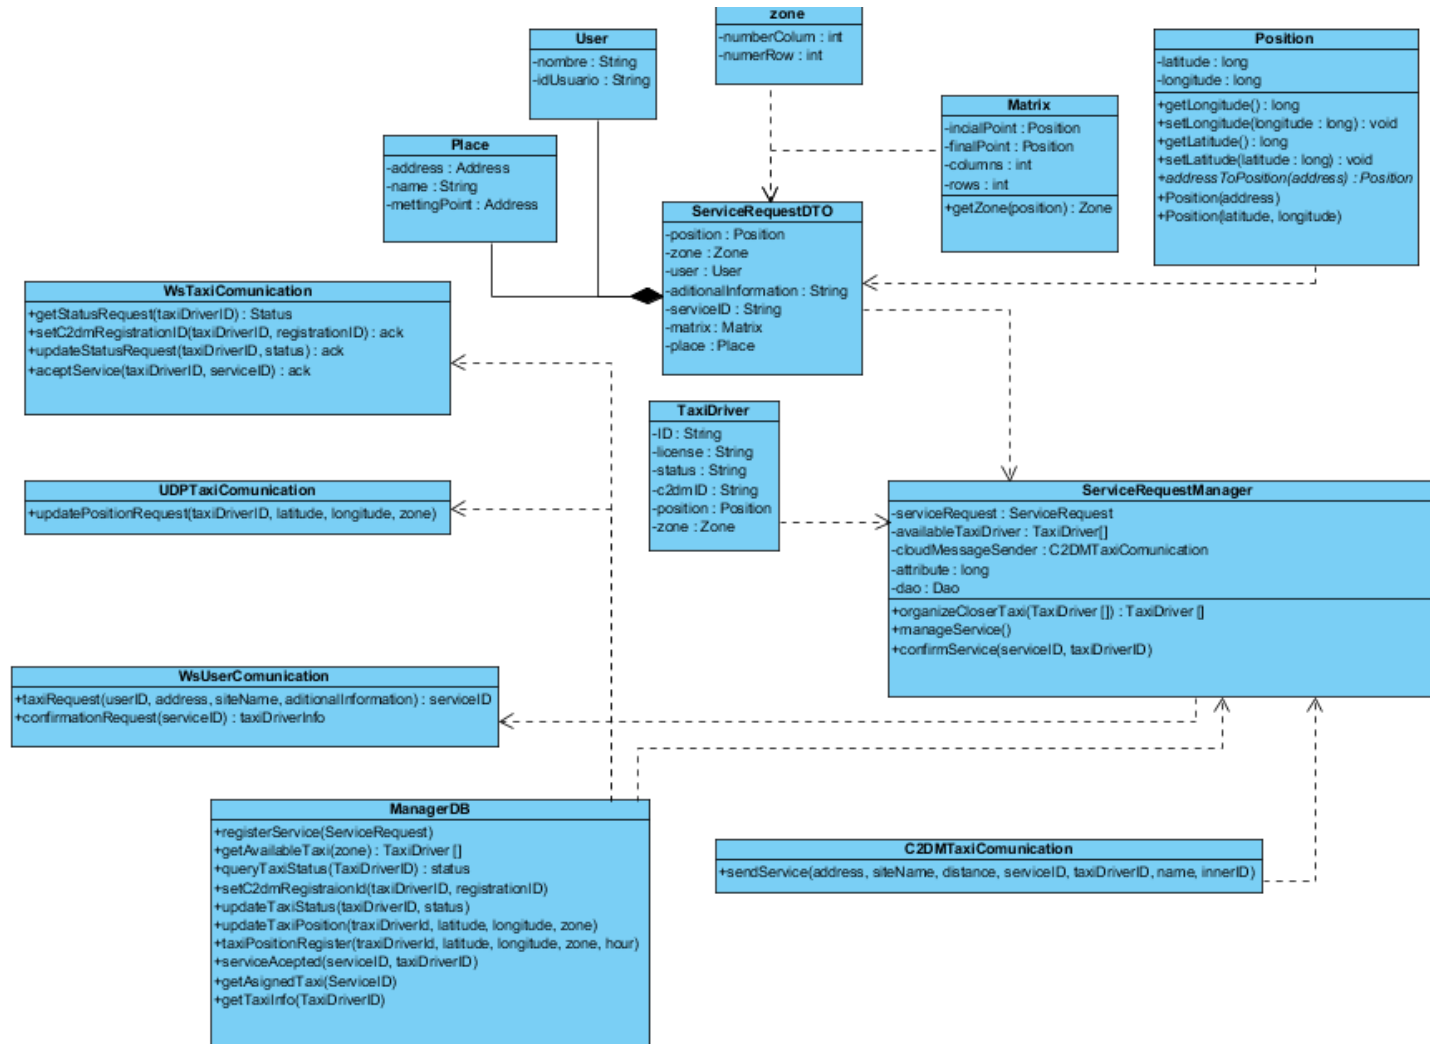 zone
-numberColum : int
-numerRow : int
User
-nombre : String
-idUsuario : String
Position
-latitude : long
-longitude : long
+getLongitude() : long
+setLongitude(longitude : long) : void
+getLatitude() : long
+setLatitude(latitude : long) : void
+addressToPosition(address) : Position
+Position(address)
+Position(latitude, longitude)
Matrix
-incialPoint : Position
-finalPoint : Position
-columns : int
-rows : int
+getZone(position) : Zone
Place
-address : Address
-name : String
-mettingPoint : Address
ServiceRequestDTO
-position : Position
-zone : Zone
-user : User
-aditionalInformation : String
-serviceID : String
-matrix : Matrix
-place : Place
WsTaxiComunication
+getStatusRequest(taxiDriverID) : Status
+setC2dmRegistrationID(taxiDriverID, registrationID) : ack
+updateStatusRequest(taxiDriverID, status) : ack
+aceptService(taxiDriverID, serviceID) : ack
TaxiDriver
-ID : String
-license : String
-status : String
-c2dmID : String
-position : Position
-zone : Zone
UDPTaxiComunication
+updatePositionRequest(taxiDriverID, latitude, longitude, zone)
ServiceRequestManager
-serviceRequest : ServiceRequest
-availableTaxiDriver : TaxiDriver[]
-cloudMessageSender : C2DMTaxiComunication
-attribute : long
-dao : Dao
+organizeCloserTaxi(TaxiDriver []) : TaxiDriver []
+manageService()
+confirmService(serviceID, taxiDriverID)
WsUserComunication
+taxiRequest(userID, address, siteName, aditionalInformation) : serviceID
+confirmationRequest(serviceID) : taxiDriverInfo
ManagerDB
+registerService(ServiceRequest)
+getAvailableTaxi(zone) : TaxiDriver []
+queryTaxiStatus(TaxiDriverID) : status
+setC2dmRegistraionId(taxiDriverID, registrationID)
+updateTaxiStatus(taxiDriverID, status)
+updateTaxiPosition(traxiDriverId, latitude, longitude, zone)
+taxiPositionRegister(traxiDriverId, latitude, longitude, zone, hour)
+serviceAcepted(serviceID, taxiDriverID)
+getAsignedTaxi(ServiceID)
+getTaxiInfo(TaxiDriverID)
C2DMTaxiComunication
+sendService(address, siteName, distance, serviceID, taxiDriverID, name, innerID)